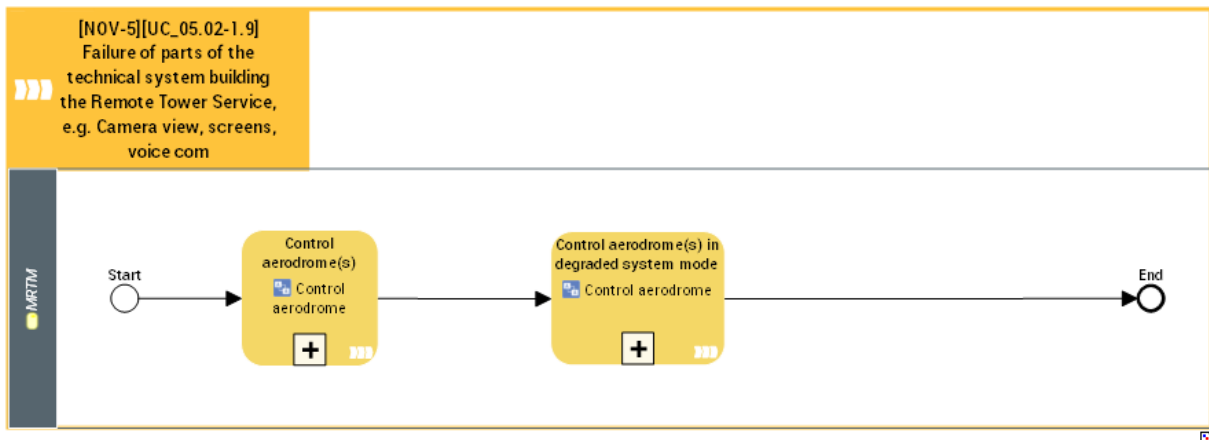 [NOV-5][UC_05.02-1.9]
Failure of parts of the
technical system building
the Remote Tower Service,
e.g. Camera view, screens,
voice com
MRTM
Start
Control
aerodrome(s)
Control
aerodrome
Control aerodrome(s) in
degraded system mode
Control aerodrome
End